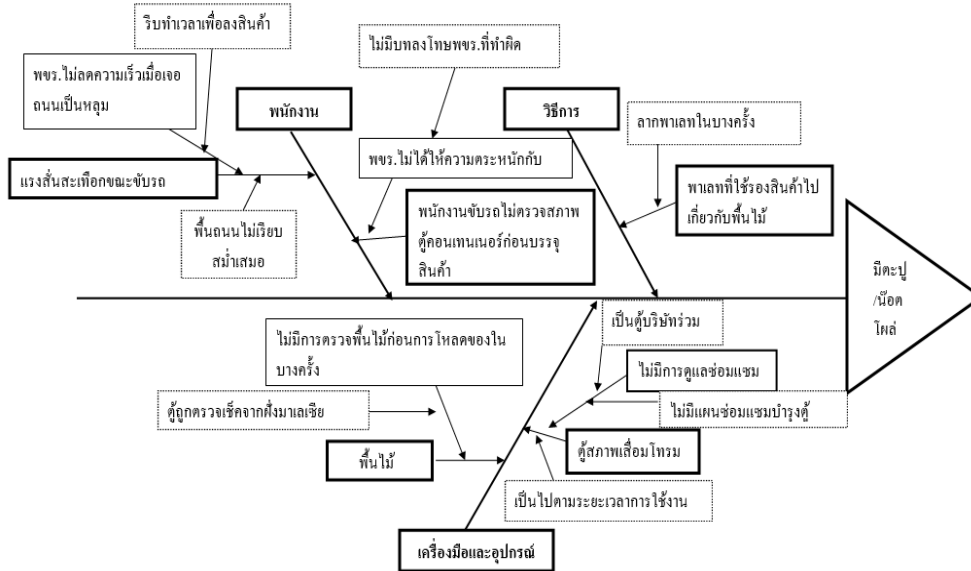 รีบทำเวลาเพื่อลงสินค้า
ไม่มีบทลงโทษพขร.ที่ทำผิด
พขร.ไม่ลดความเร็วเมื่อเจอ
ถนนเป็นหลุม
พนักงาน
วิธีการ
ลากพาเลทในบางครั้ง
พขร.ไม่ได้ให้ความตระหนักกับ
แรงสั่นสะเทือกขณะขับรถ
พาเลทที่ใช้รองสินค้าไป
เกี่ยวกับพื้นไม้
พนักงานขับรถไม่ตรวจสภาพ
ตู้คอนเทนเนอร์ก่อนบรรจุ
สินค้า
พื้นถนนไม่เรียบ
สม่ำเสมอ
มีตะปู
/น๊อต
โผล่
เป็นตู้บริษัทร่วม
ไม่มีการตรวจพื้นไม้ก่อนการโหลดของใน
บางครั้ง
ไม่มีการดูแลซ่อมแซม
ตู้ถูกตรวจเช็คจากฝั่งมาเลเซีย
ไม่มีแผนซ่อมแซมบำรุงตู้
พื้นไม้
ตู้สภาพเสื่อมโทรม
เป็นไปตามระยะเวลาการใช้งาน
เครื่องมือและอุปกรณ์